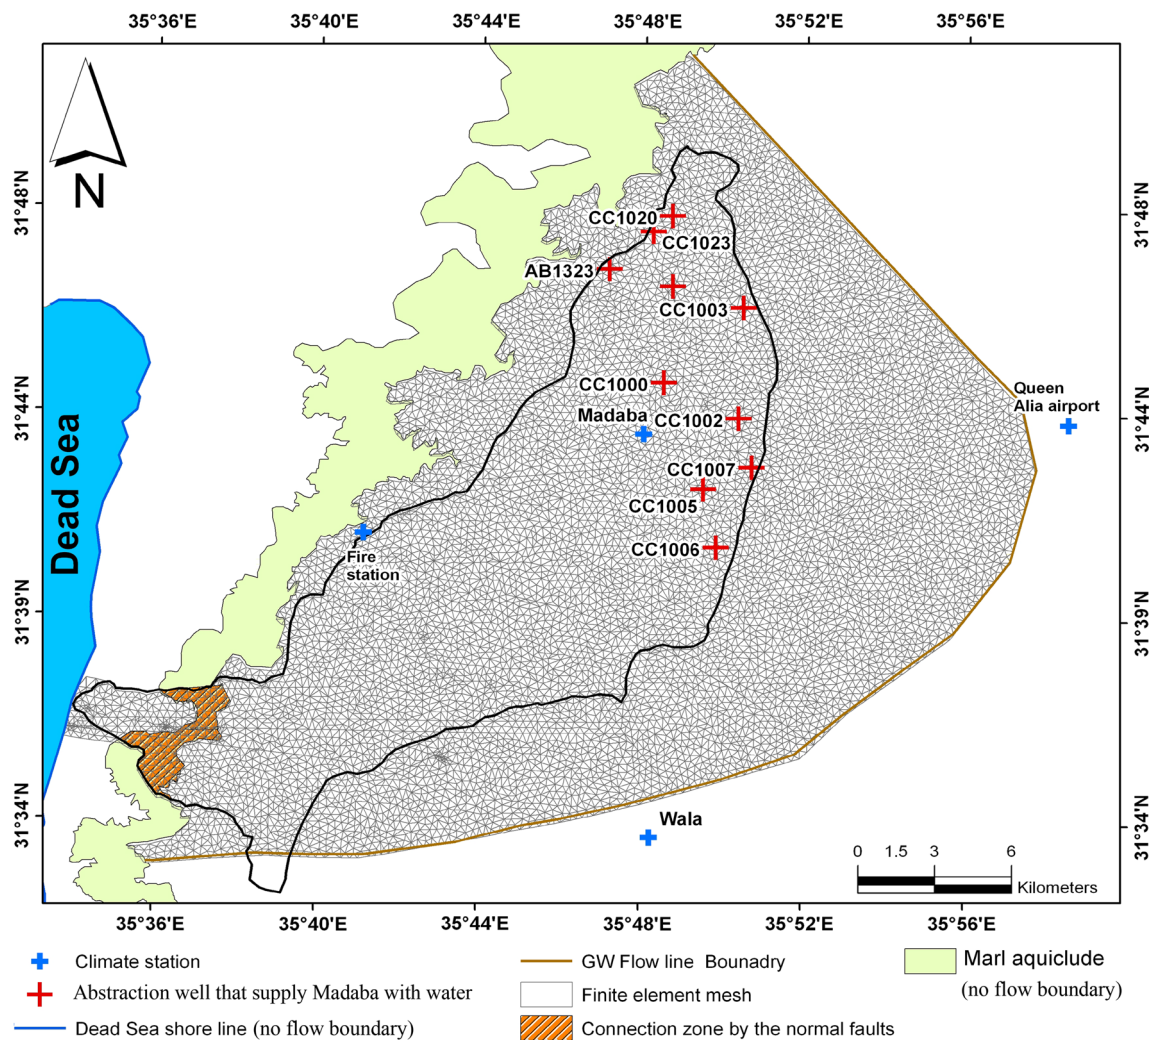 35°36'E 35°40'E 35°44'E 35°48'E 35°52'E 35°56'E
N
31°48'N
31°48'N
CC1020
CC1023
AB1323
CC1003
CC1000
Queen
Alia airport
31°44'N
Madaba
CC1002
31°44'N
Dead Sea
CC1007
CC1005
CC1006
Fire
station
31°39'N
31°39'N
31°34'N
Wala
31°34'N
0 1.5 3 6
Kilometers
35°36'E 35°40'E 35°44'E 35°48'E 35°52'E 35°56'E
Climate station
GW Flow line Bounadry
Marl aquiclude
(no flow boundary)
Abstraction well that supply Madaba with water
Finite element mesh
Dead Sea shore line (no flow boundary)
Connection zone by the normal faults